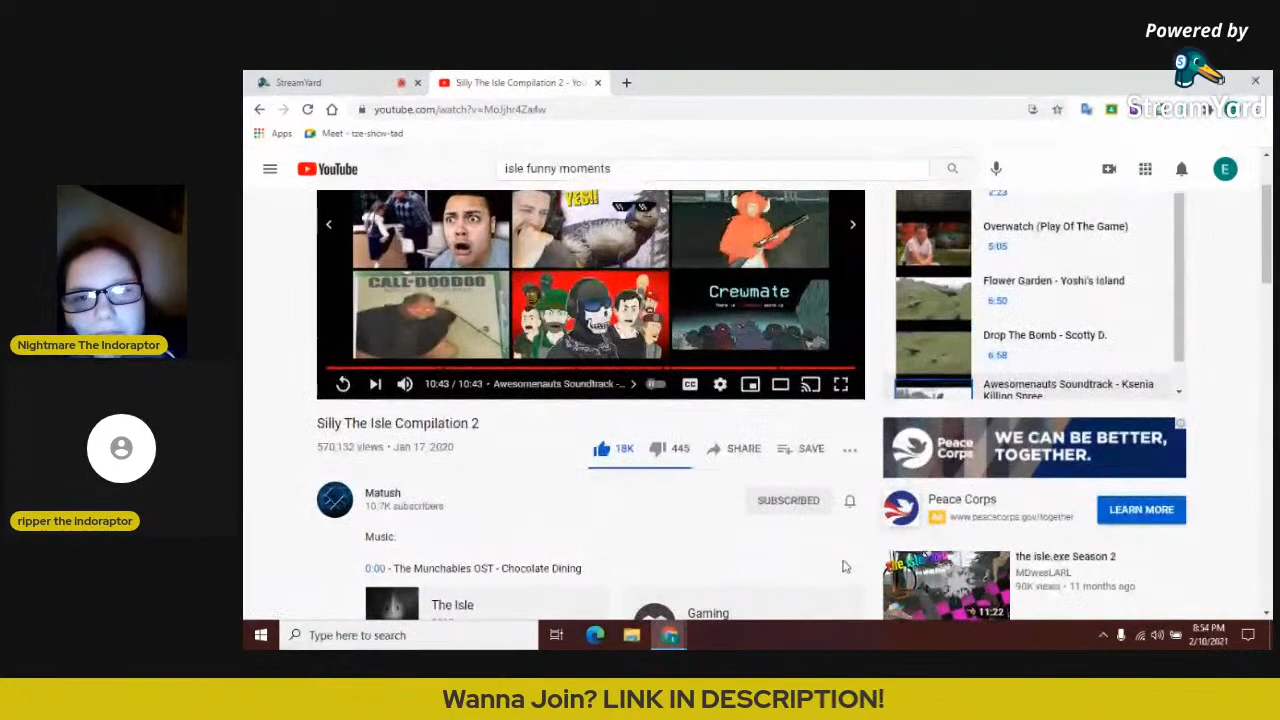 Powered by
StreamYard
StreamYard
Silly The Isle Compilation 2 - You
youtube.com/watch?v=MoJjhr4Za4w
Apps
Meet - tze-show-tad
YouTube
isle funny moments
E
YES!!
CALL-DOODOO
Crewmate
10:43 / 10:43 • Awesomenauts Soundtrack -...
CC
2:23
Overwatch (Play Of The Game)
5:05
Flower Garden - Yoshi's Island
6:50
Drop The Bomb - Scotty D.
6:58
Awesomenauts Soundtrack - Ksenia
Killing Spree
Silly The Isle Compilation 2
570,132 views • Jan 17, 2020
18K
445
SHARE
SAVE
Matush
10.7K subscribers
SUBSCRIBED
Music:
0:00 - The Munchables OST - Chocolate Dining
The Isle
Gaming
Peace Corps
WE CAN BE BETTER,
TOGETHER.
Peace Corps
Ad
www.peacecorps.gov/together
LEARN MORE
the isle.exe Season 2
MDwesLARL
90K views • 11 months ago
11:22
Nightmare The Indoraptor
ripper the indoraptor
Type here to search
8:54 PM
2/10/2021
Wanna Join? LINK IN DESCRIPTION!